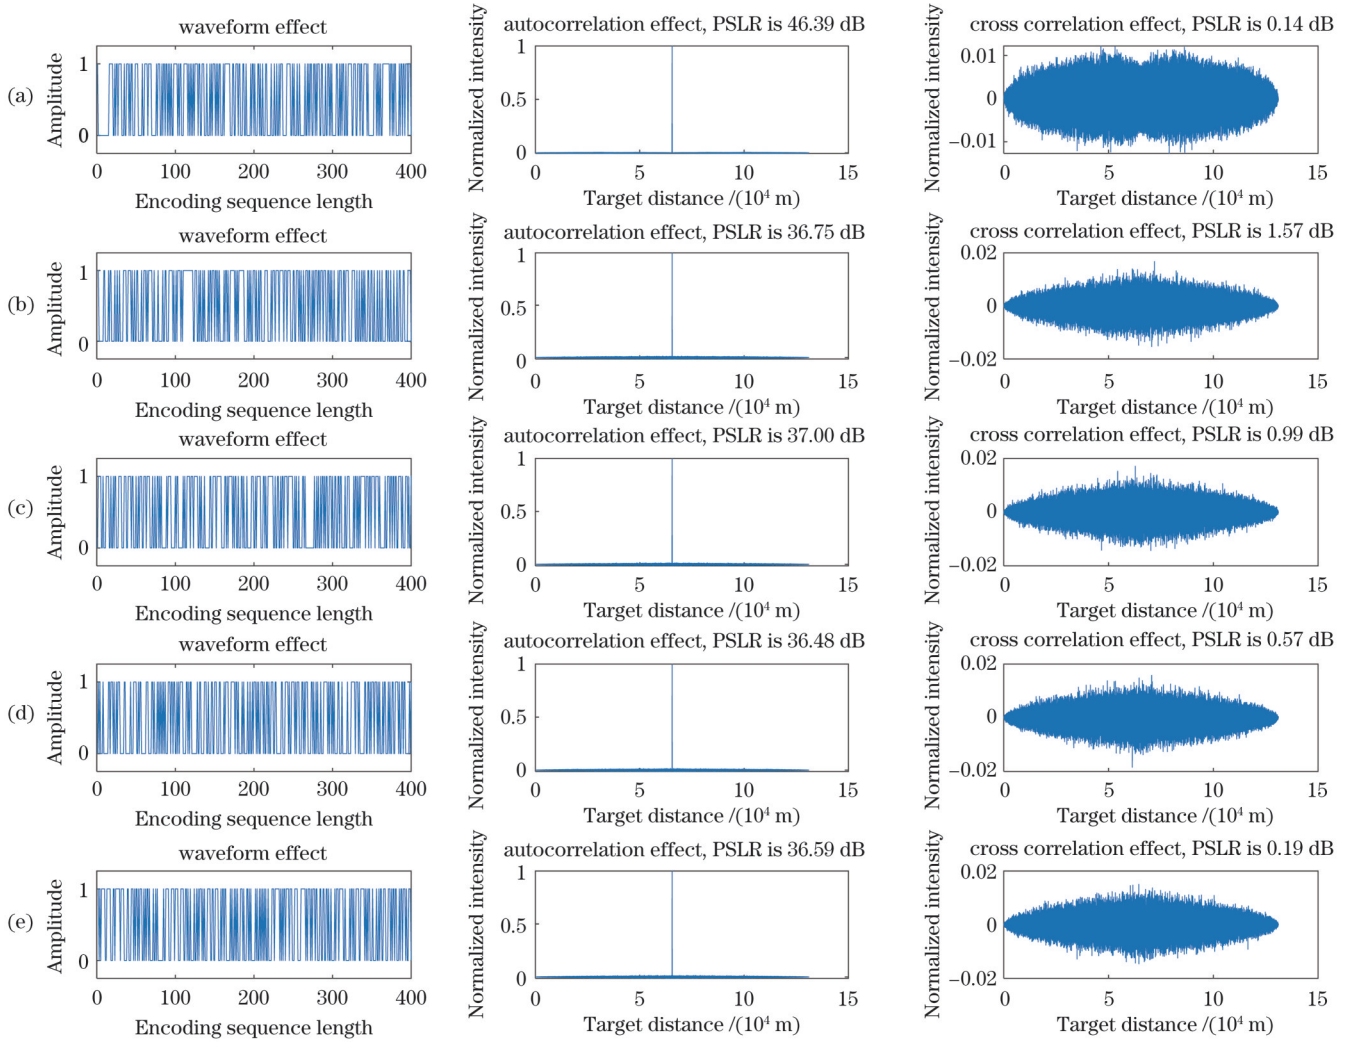 waveform effect
autocorrelation effect, PSLR is 46.39 dB
cross correlation effect, PSLR is 0.14 dB
(a)
Amplitude
1
0
0 100 200 300 400
Encoding sequence length
Normalized intensity
1
0.5
0
0 5 10 15
Target distance /(10⁴ m)
Normalized intensity
0.01
0
−0.01
0 5 10 15
Target distance /(10⁴ m)
waveform effect
autocorrelation effect, PSLR is 36.75 dB
cross correlation effect, PSLR is 1.57 dB
(b)
Amplitude
1
0
0 100 200 300 400
Encoding sequence length
Normalized intensity
1
0.5
0
0 5 10 15
Target distance /(10⁴ m)
Normalized intensity
0.02
0
−0.02
0 5 10 15
Target distance /(10⁴ m)
waveform effect
autocorrelation effect, PSLR is 37.00 dB
cross correlation effect, PSLR is 0.99 dB
(c)
Amplitude
1
0
0 100 200 300 400
Encoding sequence length
Normalized intensity
1
0.5
0
0 5 10 15
Target distance /(10⁴ m)
Normalized intensity
0.02
0
−0.02
0 5 10 15
Target distance /(10⁴ m)
waveform effect
autocorrelation effect, PSLR is 36.48 dB
cross correlation effect, PSLR is 0.57 dB
(d)
Amplitude
1
0
0 100 200 300 400
Encoding sequence length
Normalized intensity
1
0.5
0
0 5 10 15
Target distance /(10⁴ m)
Normalized intensity
0.02
0
−0.02
0 5 10 15
Target distance /(10⁴ m)
waveform effect
autocorrelation effect, PSLR is 36.59 dB
cross correlation effect, PSLR is 0.19 dB
(e)
Amplitude
1
0
0 100 200 300 400
Encoding sequence length
Normalized intensity
1
0.5
0
0 5 10 15
Target distance /(10⁴ m)
Normalized intensity
0.02
0
−0.02
0 5 10 15
Target distance /(10⁴ m)